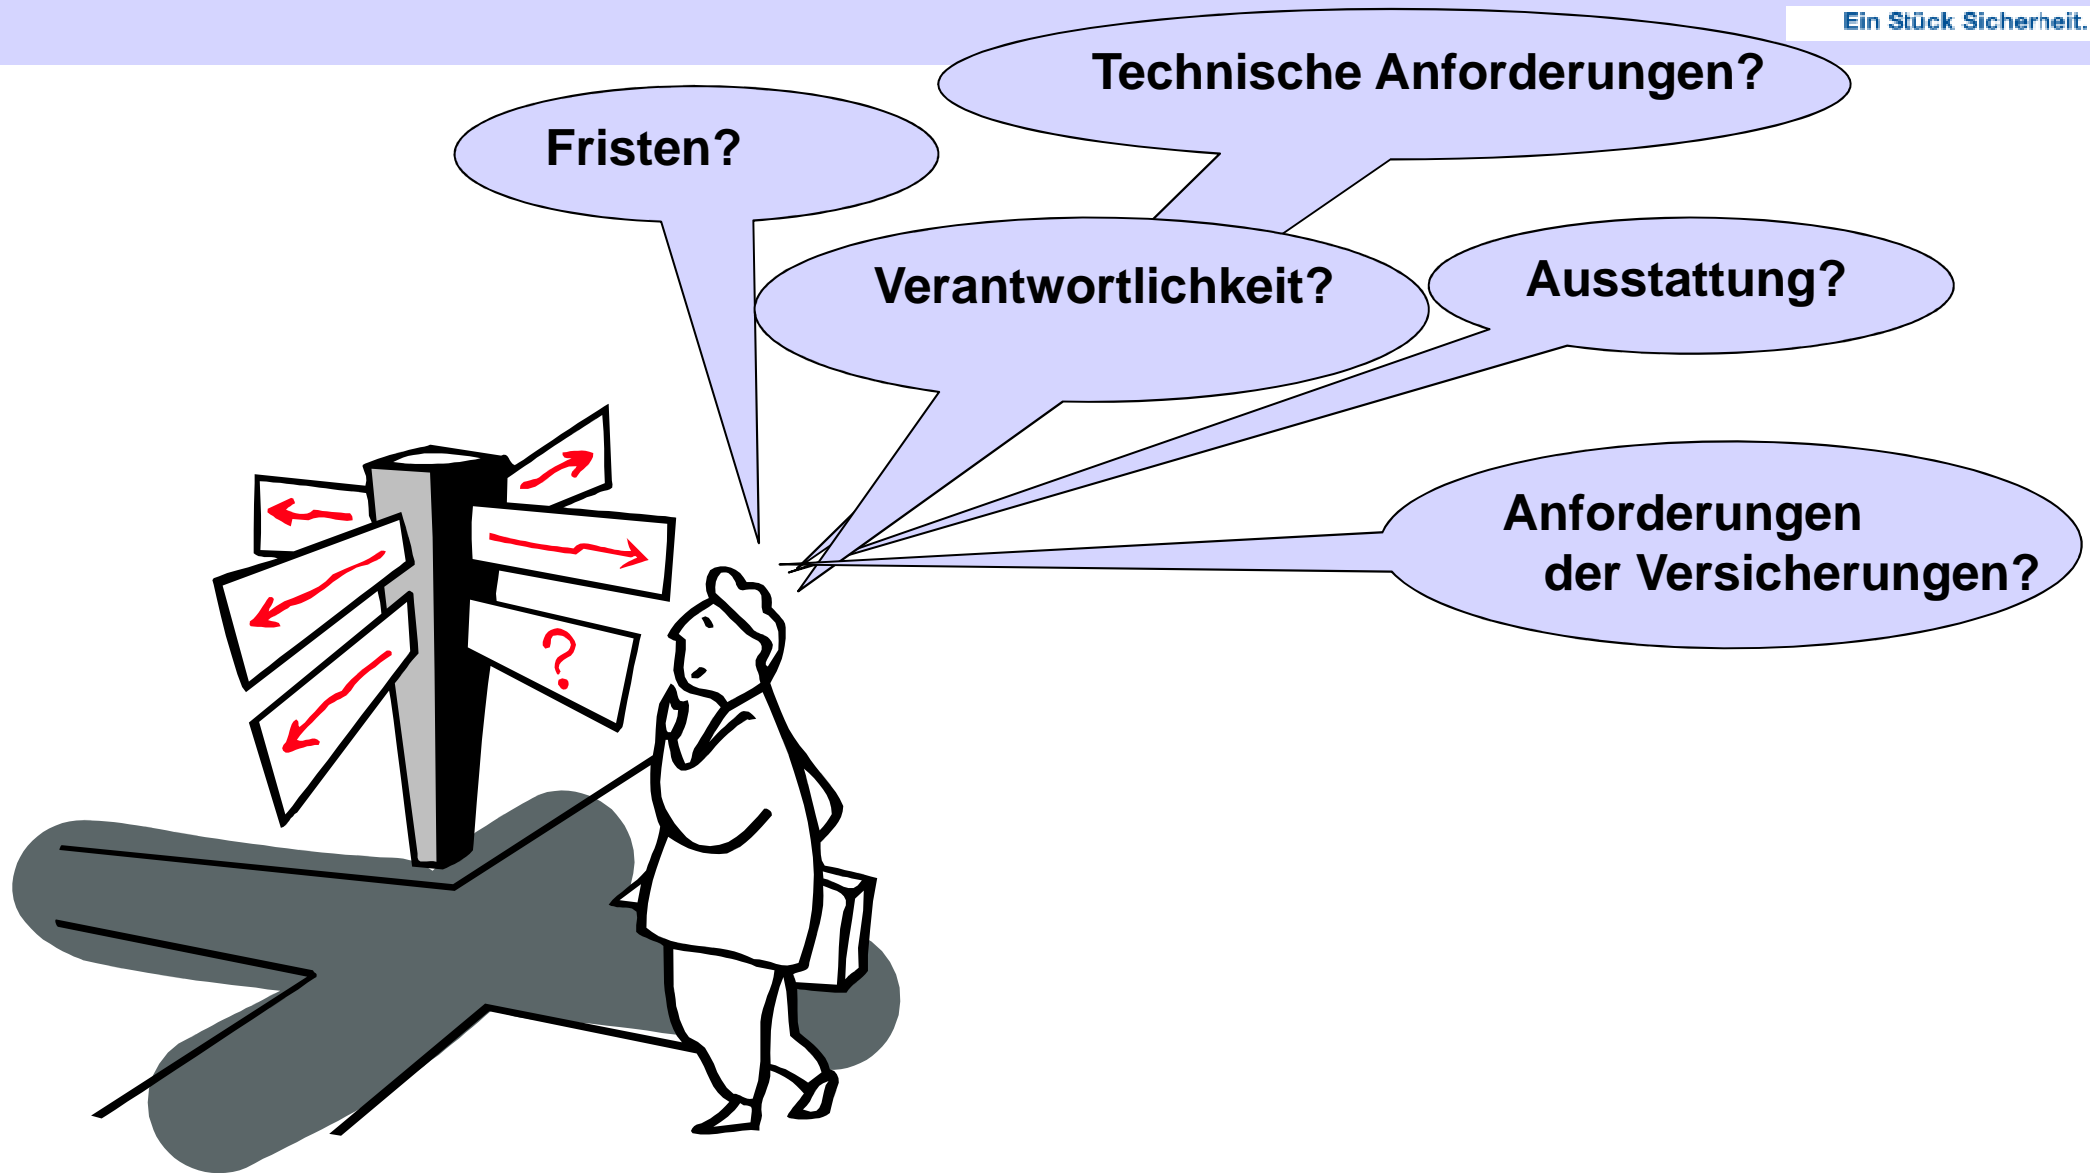 Ein Stück Sicherheit.
Technische Anforderungen?
Fristen?
Verantwortlichkeit?
Ausstattung?
Anforderungen
der Versicherungen?
?